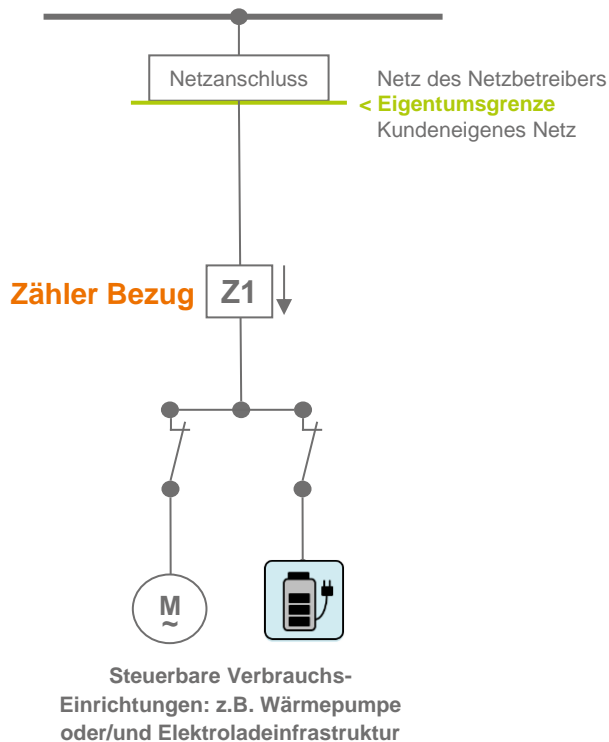 Netzanschluss
Netz des Netzbetreibers
< Eigentumsgrenze
Kundeneigenes Netz
Zähler Bezug
Z1
M
~
Steuerbare Verbrauchs-
Einrichtungen: z.B. Wärmepumpe
oder/und Elektroladeinfrastruktur